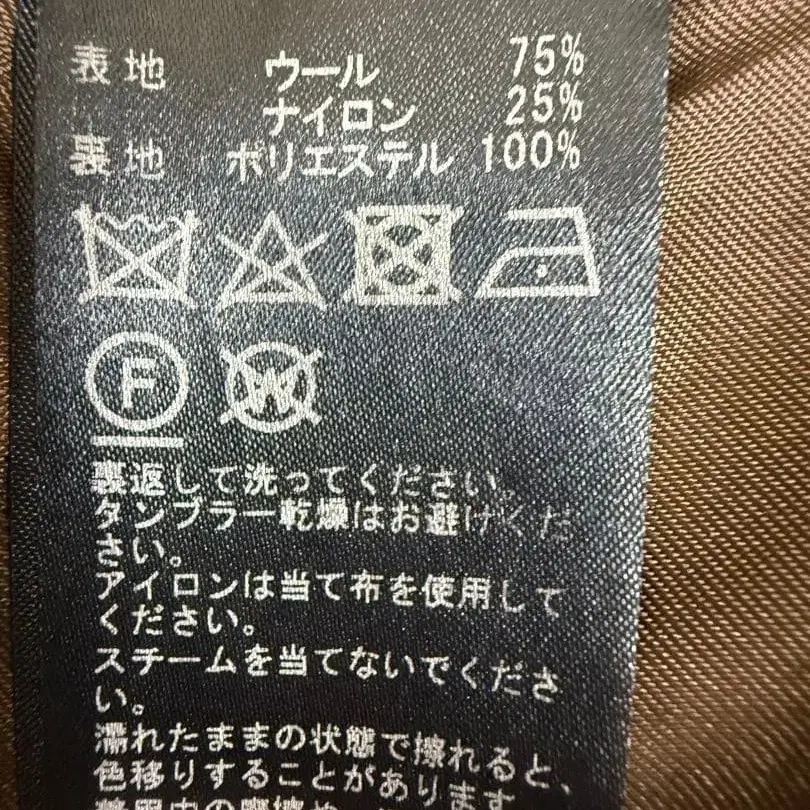 表地 ウール 75%
ナイロン 25%
裏地 ポリエステル 100%
F W
裏返して洗ってください。
タンブラー乾燥はお避けくだ
さい。
アイロンは当て布を使用して
ください。
スチームを当てないでくださ
い。
濡れたままの状態で擦れると、
色移りすることがあります